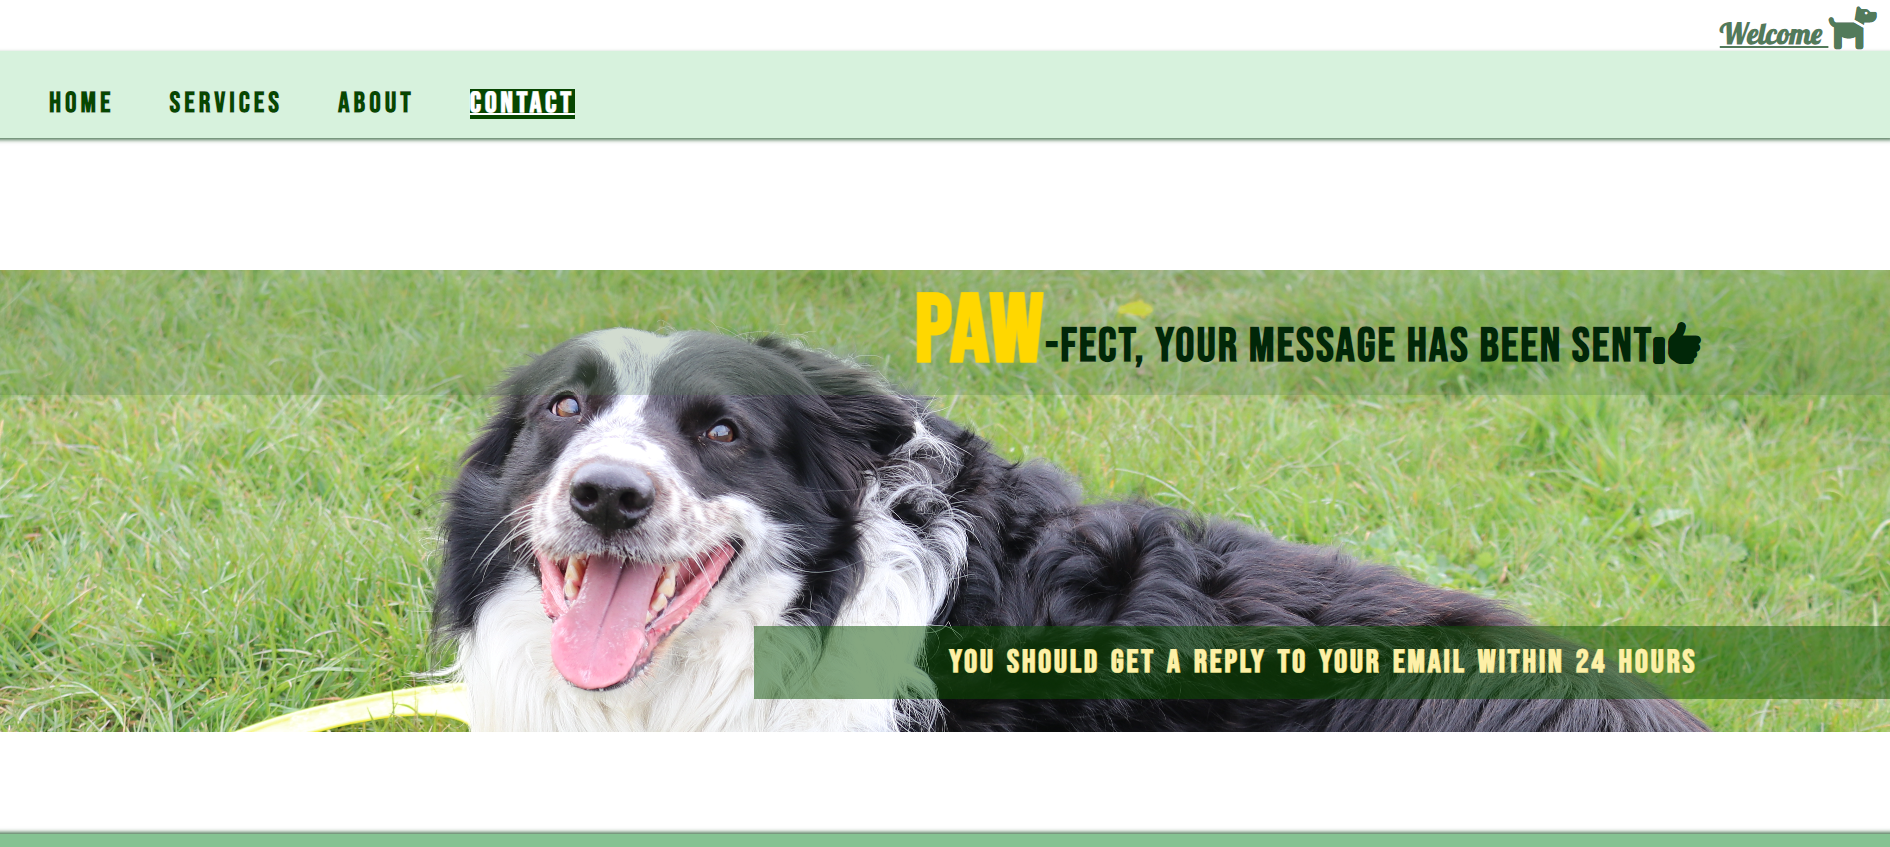 Welcome
HOME SERVICES ABOUT CONTACT
PAW-FECT, YOUR MESSAGE HAS BEEN SENT
YOU SHOULD GET A REPLY TO YOUR EMAIL WITHIN 24 HOURS